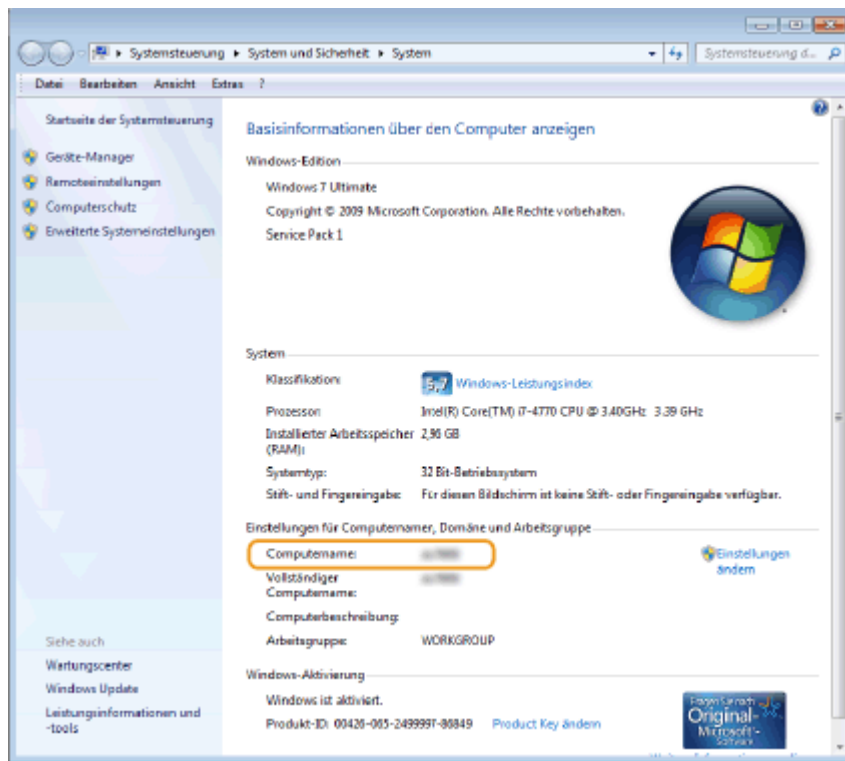 Systemsteuerung ▸ System und Sicherheit ▸ System
Systemsteuerung d...
Datei Bearbeiten Ansicht Extras ?
Startseite der Systemsteuerung
Geräte-Manager
Remoteeinstellungen
Computerschutz
Erweiterte Systemeinstellungen
Basisinformationen über den Computer anzeigen
Windows-Edition
Windows 7 Ultimate
Copyright © 2009 Microsoft Corporation. Alle Rechte vorbehalten.
Service Pack 1
System
Klassifikation:
5,7 Windows-Leistungsindex
Prozessor: Intel(R) Core(TM) i7-4770 CPU @ 3.40GHz 3.39 GHz
Installierter Arbeitsspeicher 2,96 GB
(RAM):
Systemtyp: 32 Bit-Betriebssystem
Stift- und Fingereingabe: Für diesen Bildschirm ist keine Stift- oder Fingereingabe verfügbar.
Einstellungen für Computernamen, Domäne und Arbeitsgruppe
Computername:
Einstellungen
ändern
Vollständiger
Computername:
Computerbeschreibung:
Arbeitsgruppe: WORKGROUP
Windows-Aktivierung
Windows ist aktiviert.
Produkt-ID: 00426-065-2499997-86849 Product Key ändern
Fragen Sie nach
Original-
Microsoft®-
Software
Siehe auch
Wartungscenter
Windows Update
Leistungsinformationen und
-tools